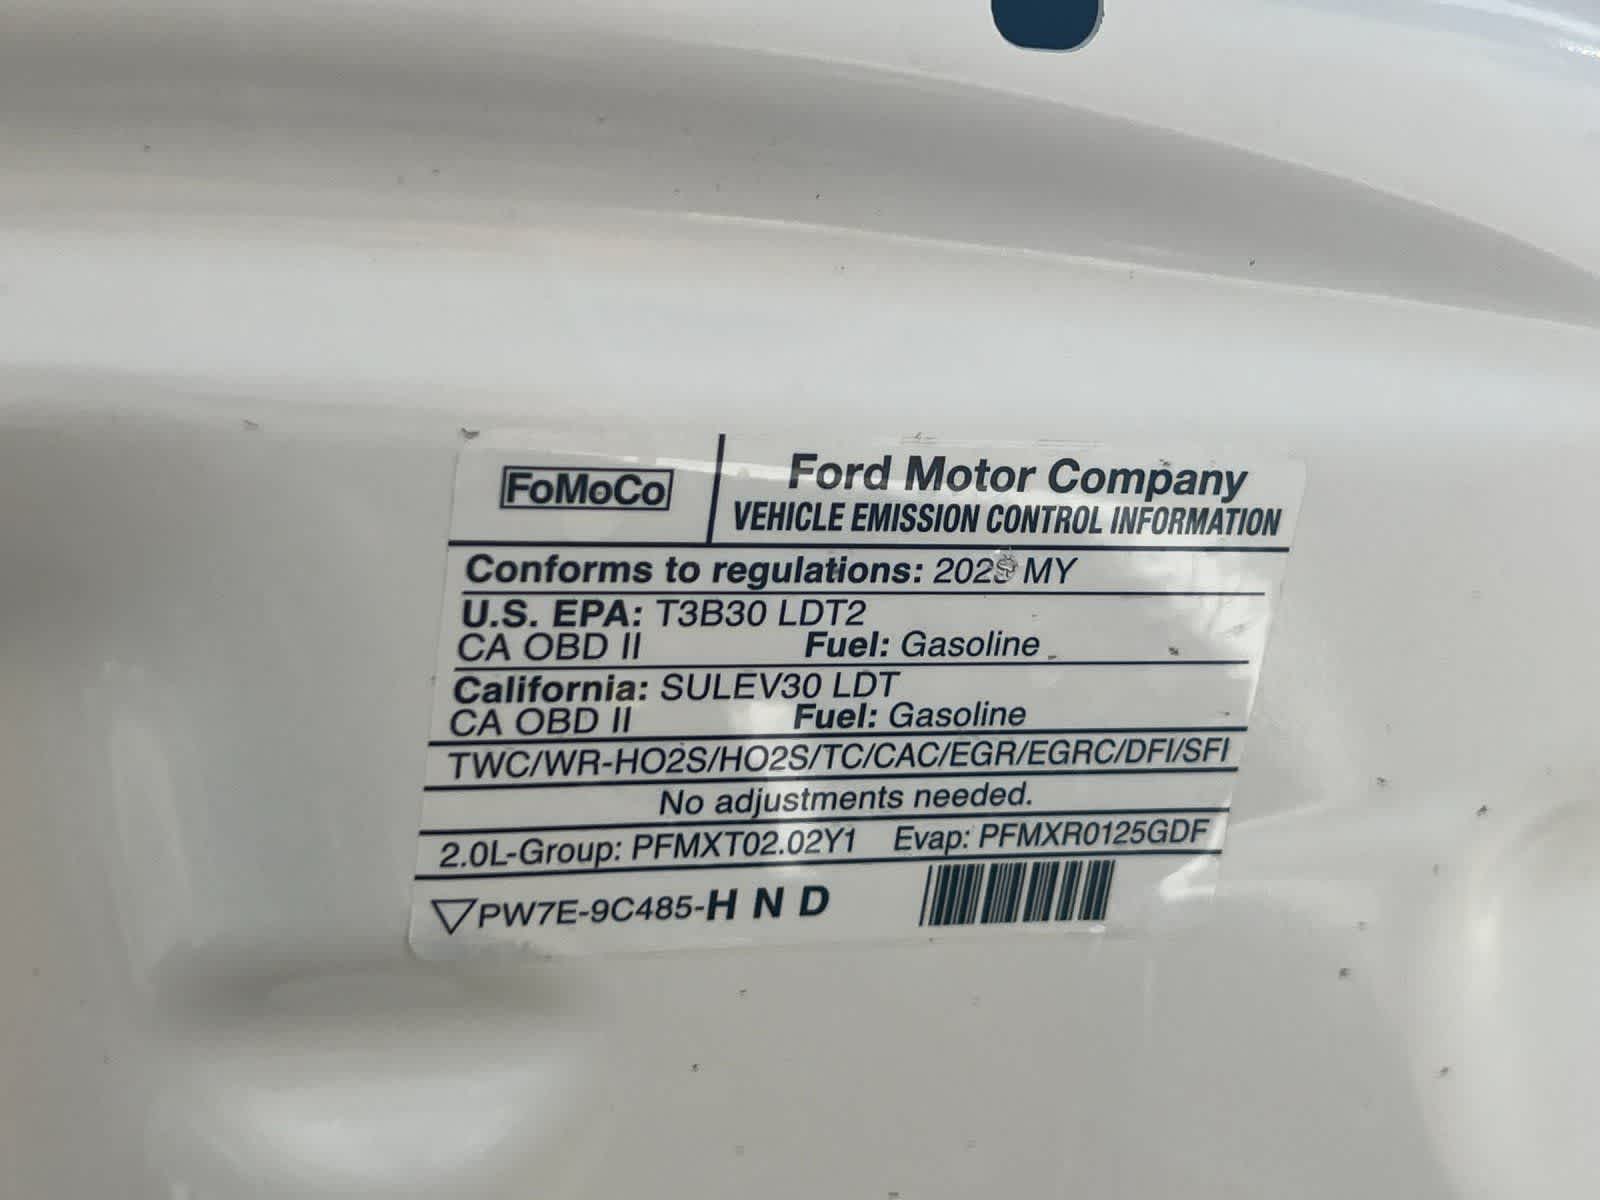 FoMoCo
Ford Motor Company
VEHICLE EMISSION CONTROL INFORMATION
Conforms to regulations: MY
U.S. EPA: T3B30 LDT2
CA OBD II Fuel: Gasoline
California: SULEV30 LDT
CA OBD II Fuel: Gasoline
TWC/WR-HO2S/HO2S/TC/CAC/EGR/EGRC/DFI/SFI
No adjustments needed.
2.0L-Group: PFMXT02.02Y1 Evap: PFMXR0125GDF
PW7E-9C485-H N D